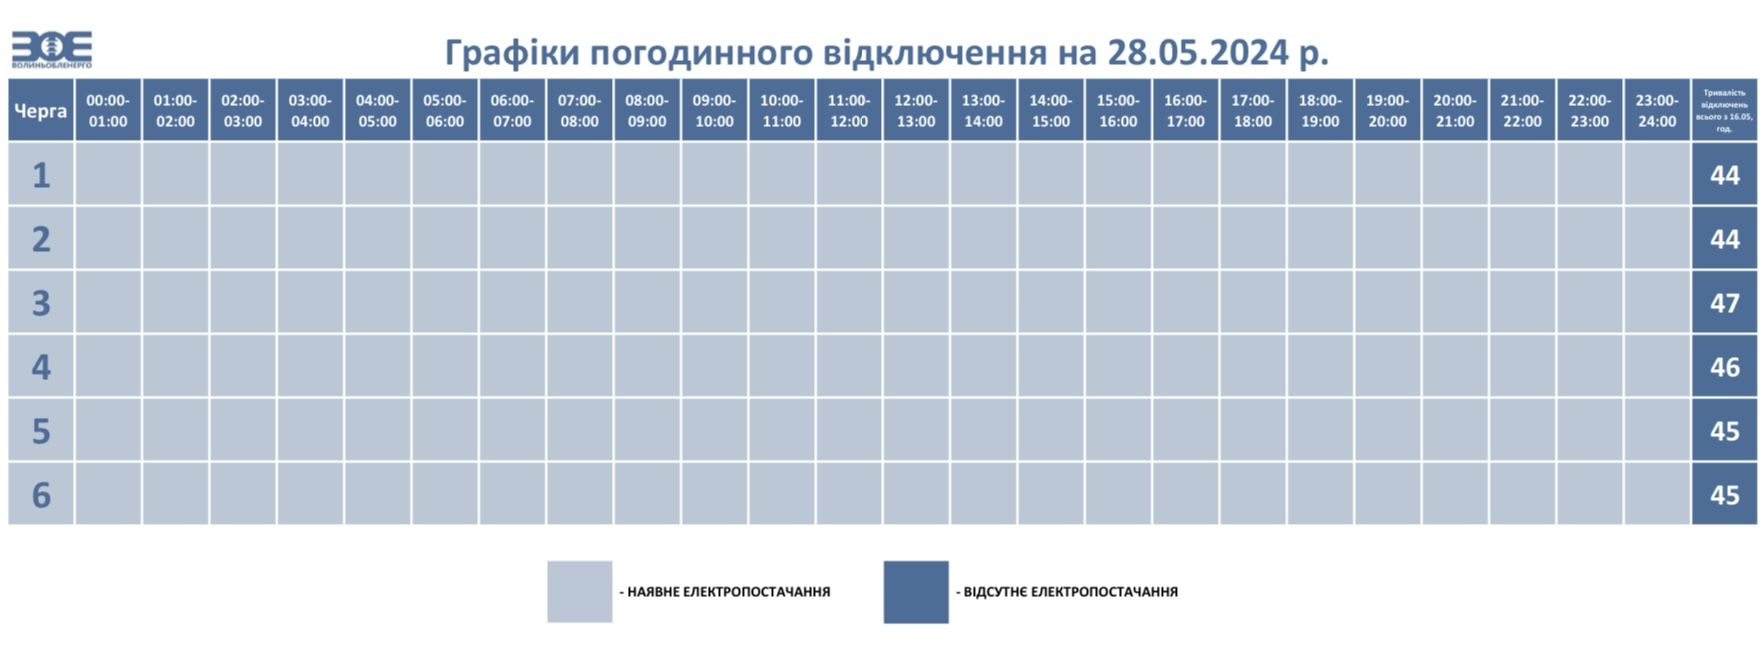 ВОЛИНЬОБЛЕНЕРГО
Графіки погодинного відключення на 28.05.2024 р.
Черга 00:00-01:00 01:00-02:00 02:00-03:00 03:00-04:00 04:00-05:00 05:00-06:00 06:00-07:00 07:00-08:00 08:00-09:00 09:00-10:00 10:00-11:00 11:00-12:00 12:00-13:00 13:00-14:00 14:00-15:00 15:00-16:00 16:00-17:00 17:00-18:00 18:00-19:00 19:00-20:00 20:00-21:00 21:00-22:00 22:00-23:00 23:00-24:00 Тривалість відключень всього з 16.05, год.
1 44
2 44
3 47
4 46
5 45
6 45
- НАЯВНЕ ЕЛЕКТРОПОСТАЧАННЯ - ВІДСУТНЄ ЕЛЕКТРОПОСТАЧАННЯ